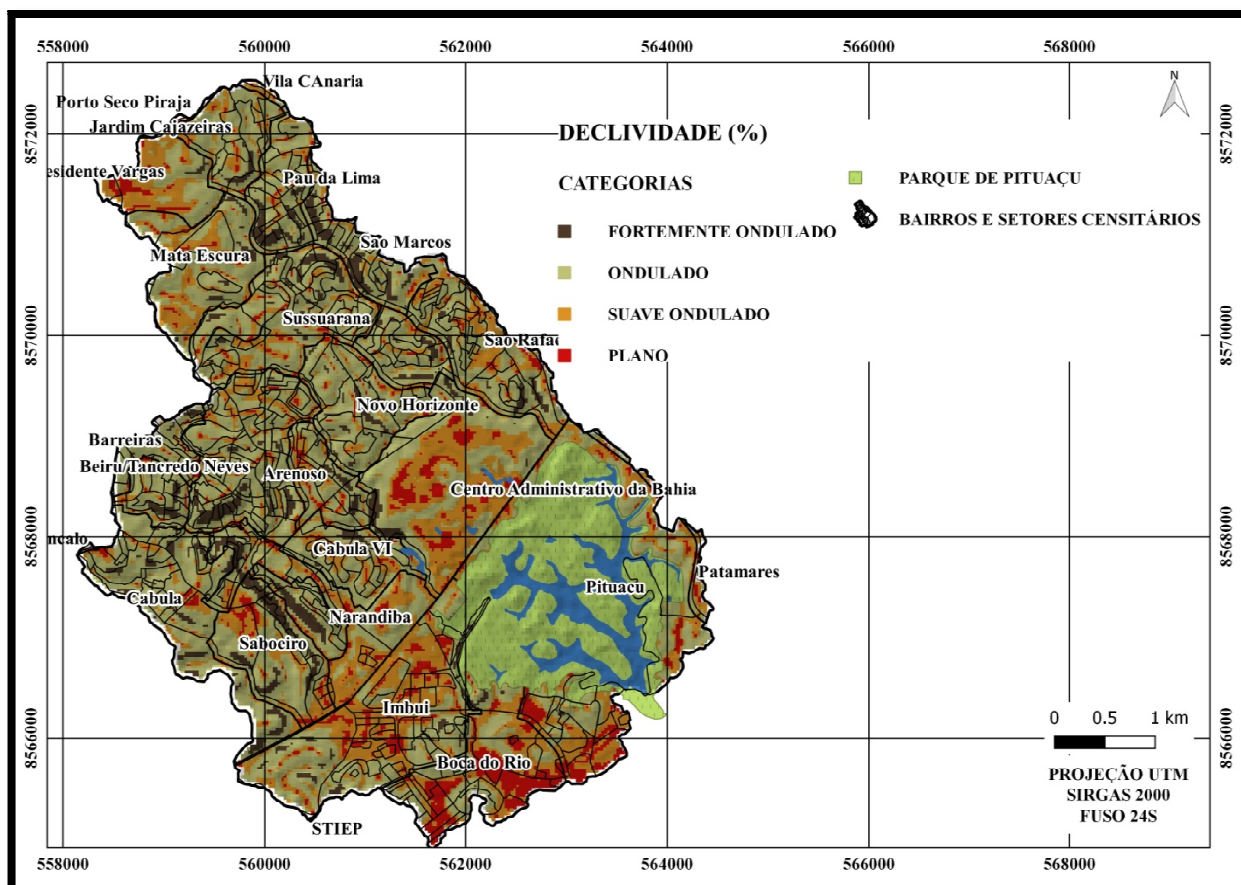 558000 560000 562000 564000 566000 568000
Vila CAnaria
Porto Seco Piraja
Jardim Cajazeiras
esidente Vargas
Pau da Lima
Sao Marcos
Mata Escura
Sussuarana
Sao Rafae
Novo Horizonte
Barreiras
Beiru/Tancredo Neves
Arenoso
Centro Administrativo da Bahia
ncalo
Cabula VI
Patamares
Pituacu
Cabula
Narandiba
Saboeiro
Imbui
Boca do Rio
STIEP
N
DECLIVIDADE (%)
CATEGORIAS
FORTEMENTE ONDULADO
ONDULADO
SUAVE ONDULADO
PLANO
PARQUE DE PITUAÇU
BAIRROS E SETORES CENSITÁRIOS
8572000
8570000
8568000
8566000
8572000
8570000
8568000
8566000
0 0.5 1 km
PROJEÇÃO UTM
SIRGAS 2000
FUSO 24S
558000 560000 562000 564000 566000 568000